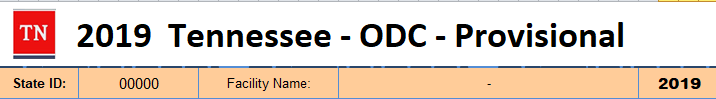 TN
2019 Tennessee - ODC - Provisional
State ID: 00000 Facility Name: - 2019